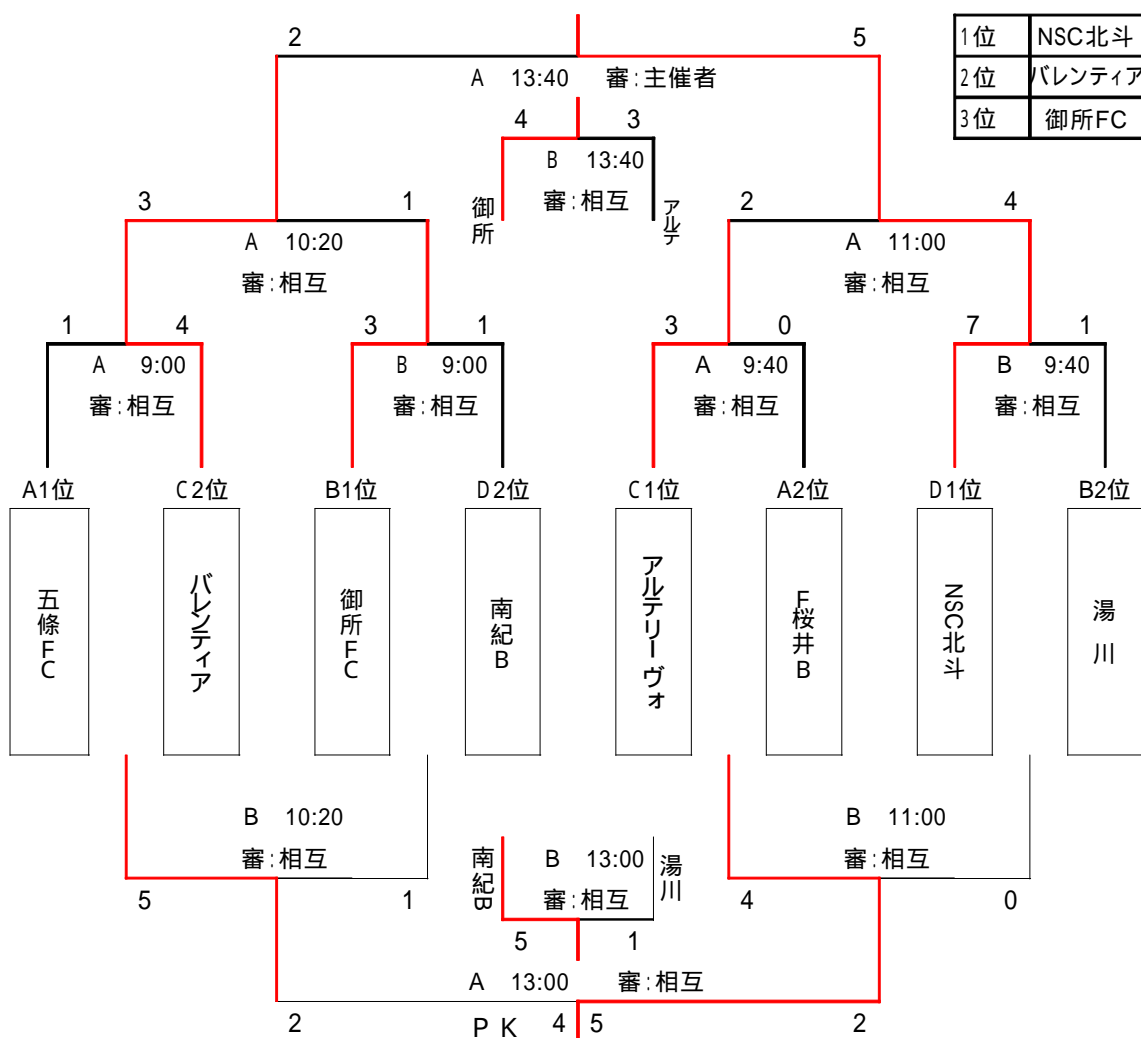 2 5
1位 NSC北斗
A 13:40 審:主催者
2位 バレンティア
4 3
3位 御所FC
B 13:40
審:相互
御所
アルテ
3 1
2 4
A 10:20
審:相互
A 11:00
審:相互
1 4
3 1
3 0
7 1
A 9:00
審:相互
B 9:00
審:相互
A 9:40
審:相互
B 9:40
審:相互
A1位 C2位 B1位 D2位 C1位 A2位 D1位 B2位
五條FC
バレンティア
御所FC
南紀B
アルテリーヴォ
F桜井B
NSC北斗
湯川
B 10:20
審:相互
5 1
南紀B
B 13:00
審:相互
湯川
5 1
B 11:00
審:相互
4 0
A 13:00 審:相互
2 PK 4 5 2